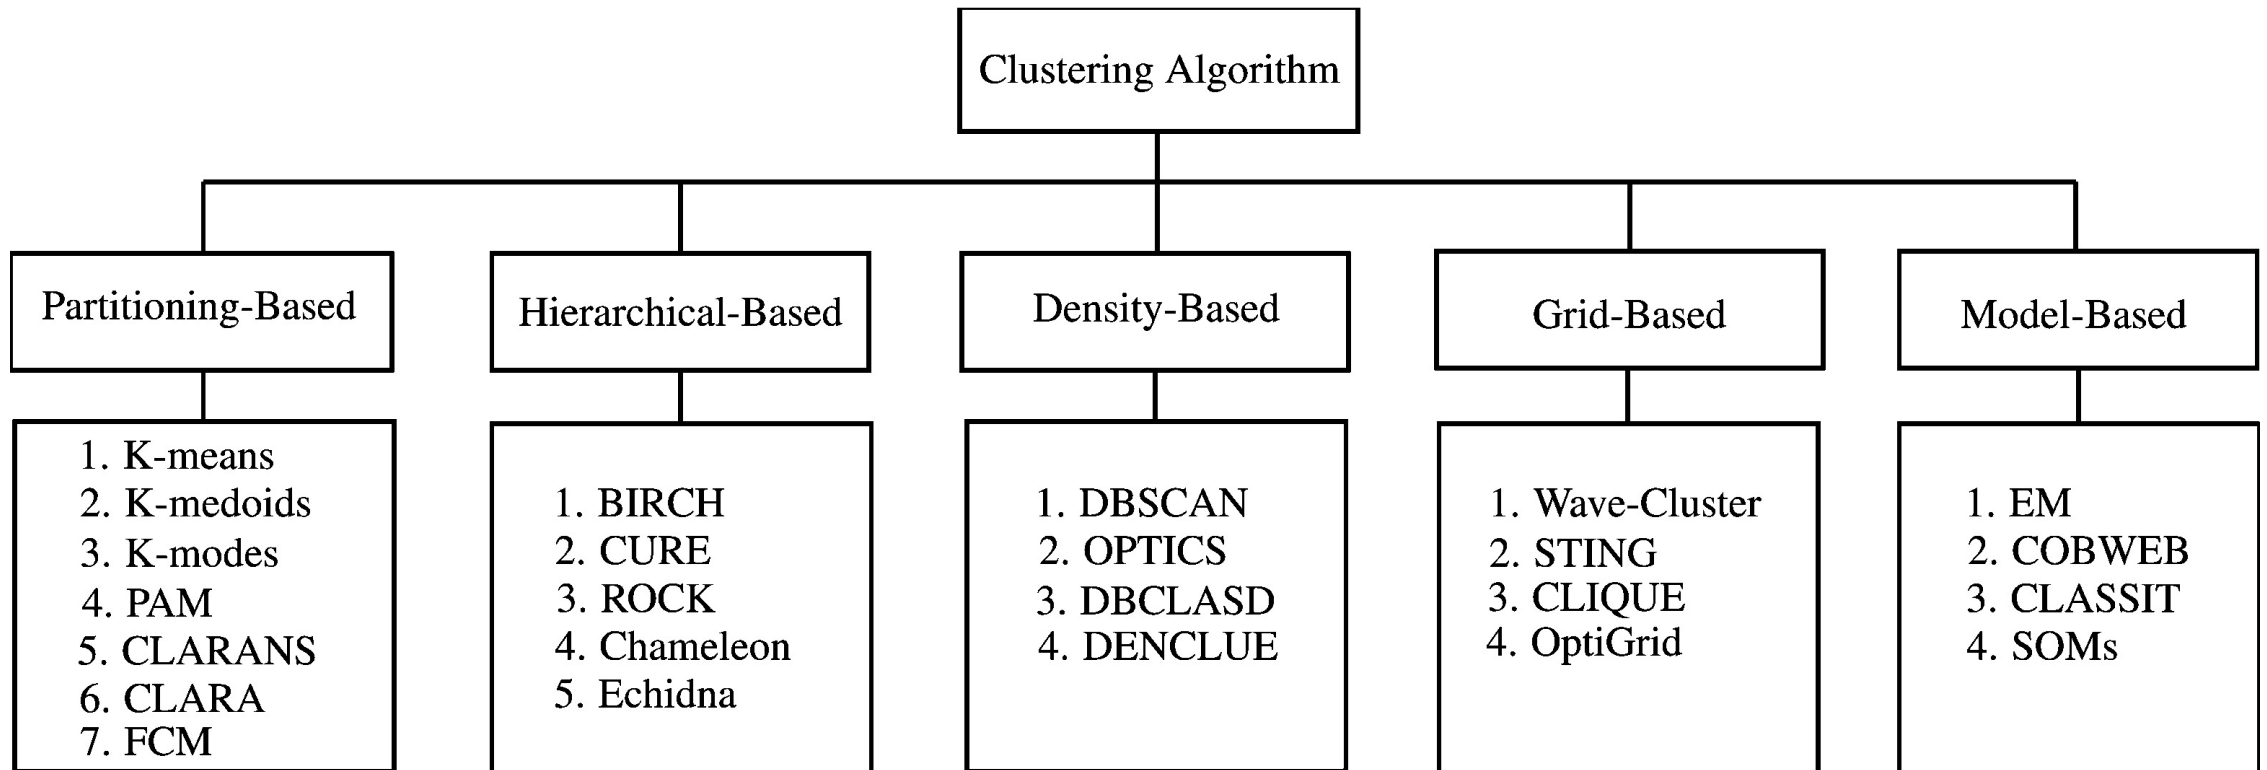 Clustering Algorithm
Partitioning-Based
Hierarchical-Based
Density-Based
Grid-Based
Model-Based
1. K-means
2. K-medoids
3. K-modes
4. PAM
5. CLARANS
6. CLARA
7. FCM
1. BIRCH
2. CURE
3. ROCK
4. Chameleon
5. Echidna
1. DBSCAN
2. OPTICS
3. DBCLASD
4. DENCLUE
1. Wave-Cluster
2. STING
3. CLIQUE
4. OptiGrid
1. EM
2. COBWEB
3. CLASSIT
4. SOMs